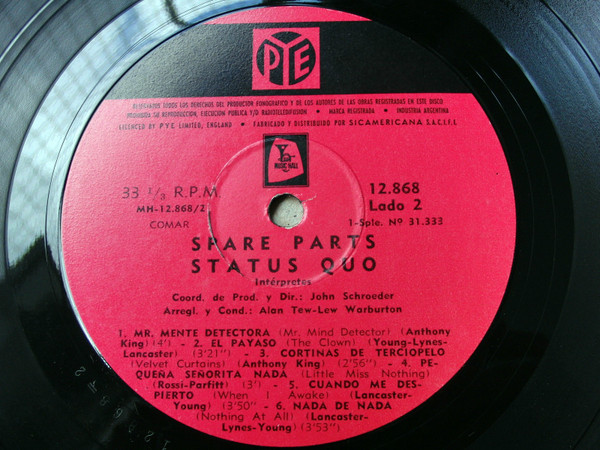 PYE
RESERVADOS TODOS LOS DERECHOS DEL PRODUCTOR FONOGRAFICO Y DE LOS AUTORES DE LAS OBRAS REGISTRADAS EN ESTE DISCO
PROHIBIDA SU REPRODUCCION, EJECUCION PUBLICA Y/O RADIOTELEDIFUSION • MARCA REGISTRADA • INDUSTRIA ARGENTINA
LICENCED BY P.Y.E. LIMITED, ENGLAND • FABRICADO Y DISTRIBUIDO POR SICAMERICANA S.A.C.I.F.I.
MUSIC HALL
33 1/3 R.P.M.
MH-12.868/2
COMAR
12.868
Lado 2
1-Sple. Nº 31.333
SPARE PARTS
STATUS QUO
Intérpretes
Coord. de Prod. y Dir.: John Schroeder
Arregl. y Cond.: Alan Tew-Lew Warburton
1. MR. MENTE DETECTORA (Mr. Mind Detector) (Anthony
King) (4') - 2. EL PAYASO (The Clown) (Young-Lynes-
Lancaster) (3'21") - 3. CORTINAS DE TERCIOPELO
(Velvet Curtains) (Anthony King) (2'56") - 4. PE-
QUEÑA SEÑORITA NADA (Little Miss Nothing)
(Rossi-Parfitt) (3') - 5. CUANDO ME DES-
PIERTO (When I Awake) (Lancaster-
Young) (3'50" - 6. NADA DE NADA
(Nothing At All) (Lancaster-
Lynes-Young) (3'53")